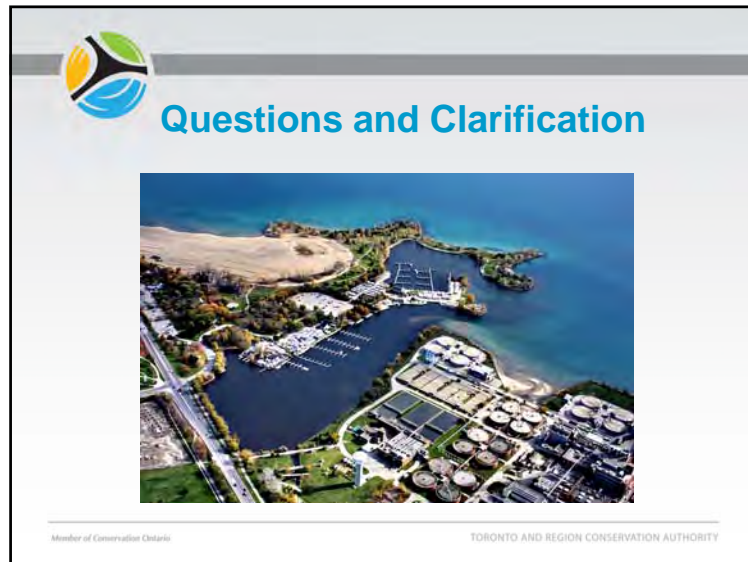 Questions and Clarification
Member of Conservation Ontario
TORONTO AND REGION CONSERVATION AUTHORITY